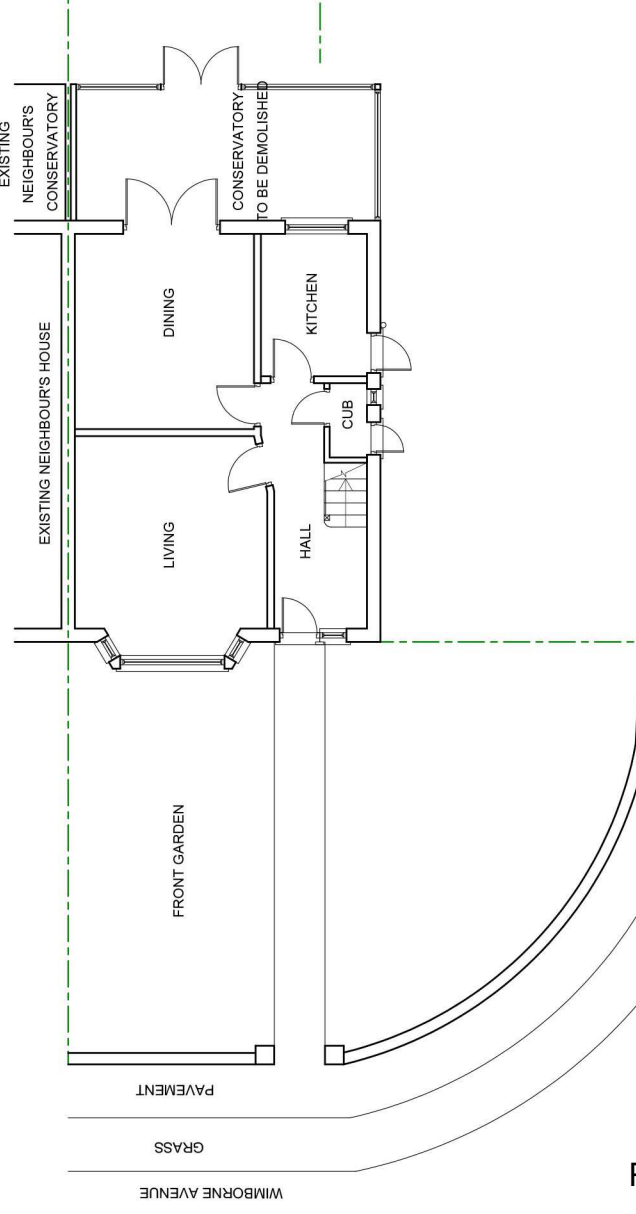 EXISTING
NEIGHBOUR'S
CONSERVATORY
CONSERVATORY
TO BE DEMOLISHED
EXISTING NEIGHBOUR'S HOUSE
DINING
KITCHEN
CUB
LIVING
HALL
FRONT GARDEN
PAVEMENT
GRASS
WIMBORNE AVENUE